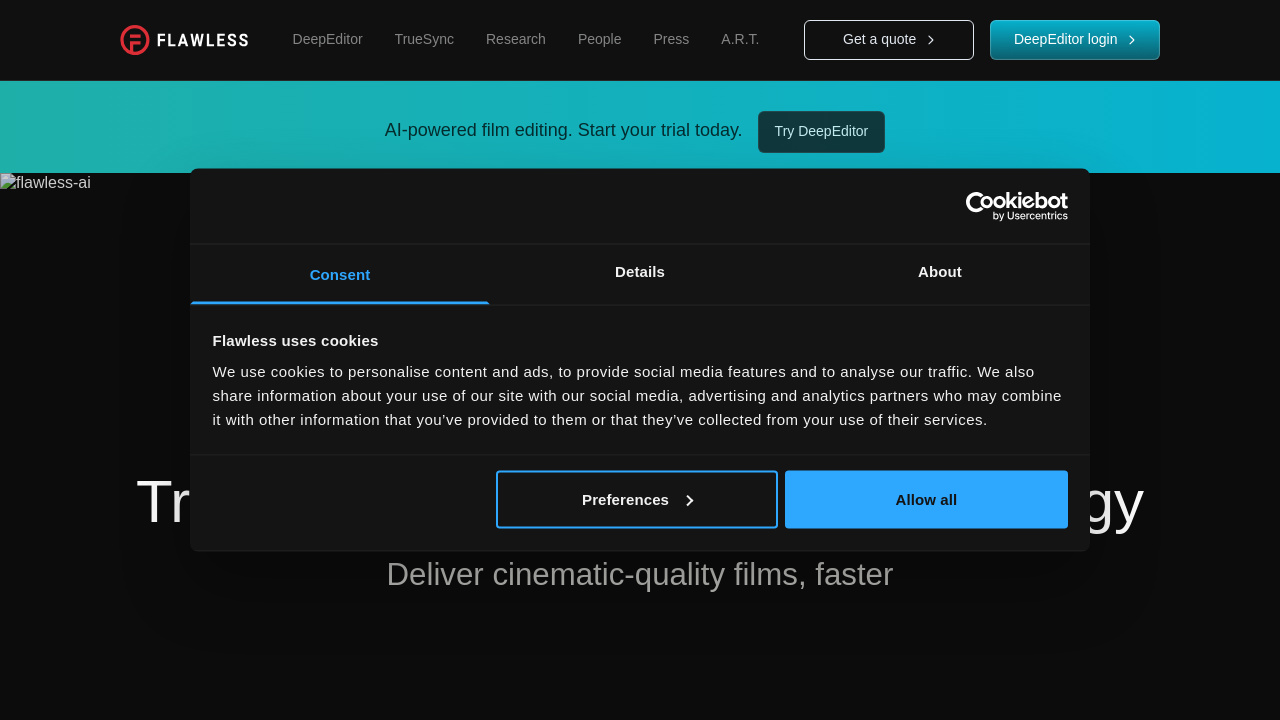 FLAWLESS
DeepEditor
TrueSync
Research
People
Press
A.R.T.
Get a quote
DeepEditor login
AI-powered film editing. Start your trial today.
Try DeepEditor
flawless-ai
Cookiebot
by Usercentrics
Consent
Details
About
Flawless uses cookies
We use cookies to personalise content and ads, to provide social media features and to analyse our traffic. We also
share information about your use of our site with our social media, advertising and analytics partners who may combine
it with other information that you’ve provided to them or that they’ve collected from your use of their services.
Preferences
Allow all
Deliver cinematic-quality films, faster